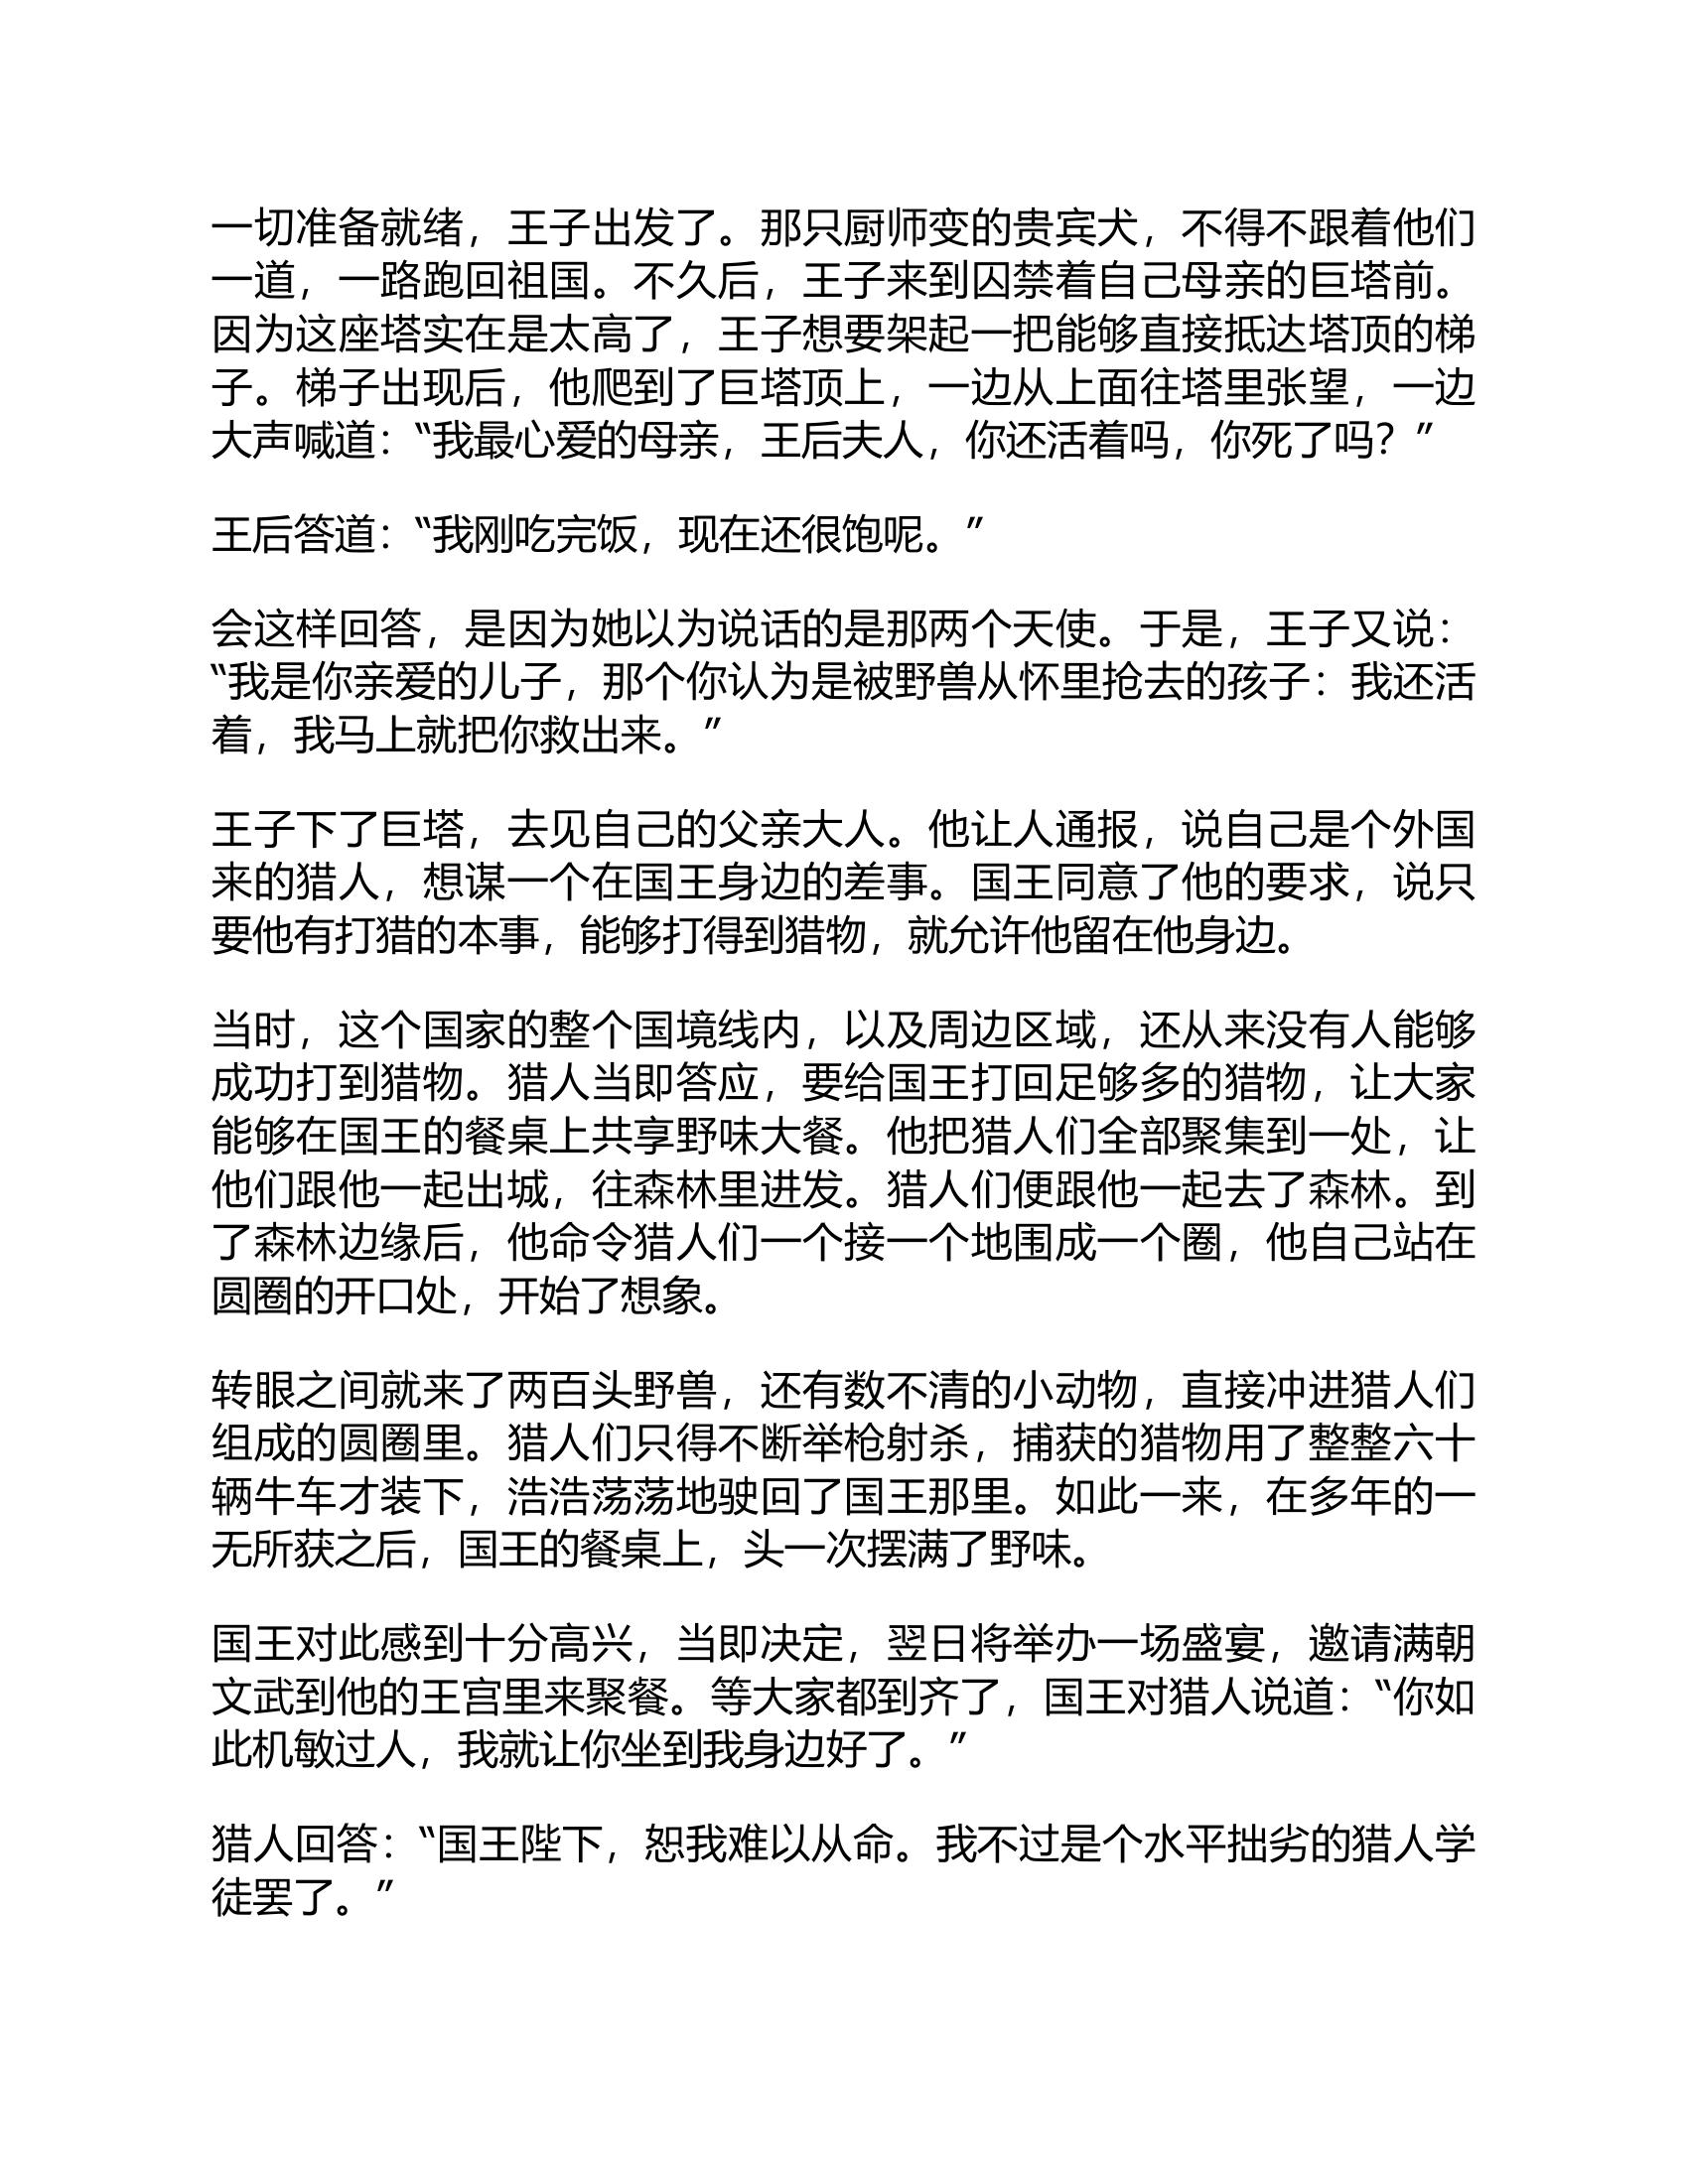 一切准备就绪，王子出发了。那只厨师变的贵宾犬，不得不跟着他们
一道，一路跑回祖国。不久后，王子来到囚禁着自己母亲的巨塔前。
因为这座塔实在是太高了，王子想要架起一把能够直接抵达塔顶的梯
子。梯子出现后，他爬到了巨塔顶上，一边从上面往塔里张望，一边
大声喊道：“我最心爱的母亲，王后夫人，你还活着吗，你死了吗？”
王后答道：“我刚吃完饭，现在还很饱呢。”
会这样回答，是因为她以为说话的是那两个天使。于是，王子又说：
“我是你亲爱的儿子，那个你认为是被野兽从怀里抢去的孩子：我还活
着，我马上就把你救出来。”
王子下了巨塔，去见自己的父亲大人。他让人通报，说自己是个外国
来的猎人，想谋一个在国王身边的差事。国王同意了他的要求，说只
要他有打猎的本事，能够打得到猎物，就允许他留在他身边。
当时，这个国家的整个国境线内，以及周边区域，还从来没有人能够
成功打到猎物。猎人当即答应，要给国王打回足够多的猎物，让大家
能够在国王的餐桌上共享野味大餐。他把猎人们全部聚集到一处，让
他们跟他一起出城，往森林里进发。猎人们便跟他一起去了森林。到
了森林边缘后，他命令猎人们一个接一个地围成一个圈，他自己站在
圆圈的开口处，开始了想象。
转眼之间就来了两百头野兽，还有数不清的小动物，直接冲进猎人们
组成的圆圈里。猎人们只得不断举枪射杀，捕获的猎物用了整整六十
辆牛车才装下，浩浩荡荡地驶回了国王那里。如此一来，在多年的一
无所获之后，国王的餐桌上，头一次摆满了野味。
国王对此感到十分高兴，当即决定，翌日将举办一场盛宴，邀请满朝
文武到他的王宫里来聚餐。等大家都到齐了，国王对猎人说道：“你如
此机敏过人，我就让你坐到我身边好了。”
猎人回答：“国王陛下，恕我难以从命。我不过是个水平拙劣的猎人学
徒罢了。”